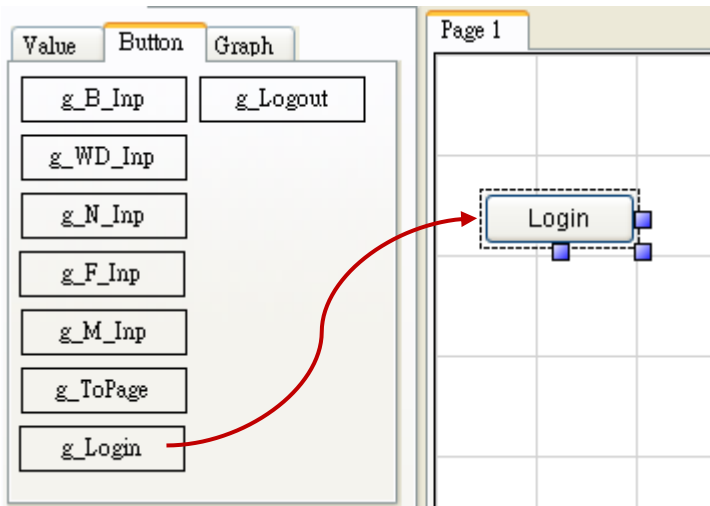 Value
Button
Graph
g_B_Inp
g_Logout
g_WD_Inp
g_N_Inp
g_F_Inp
g_M_Inp
g_ToPage
g_Login
Page 1
Login